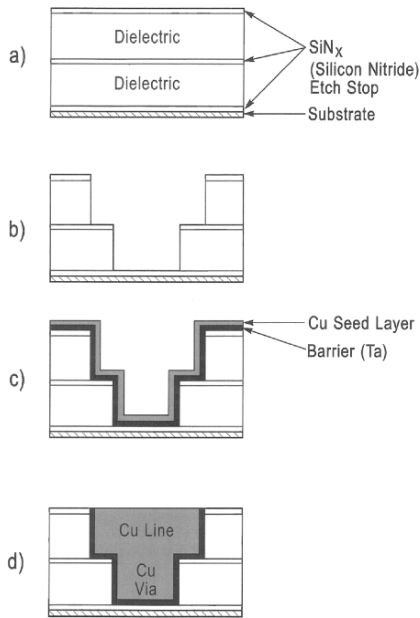 a)
Dielectric
Dielectric
SiNx
(Silicon Nitride)
Etch Stop
Substrate
b)
c)
Cu Seed Layer
Barrier (Ta)
d)
Cu Line
Cu
Via